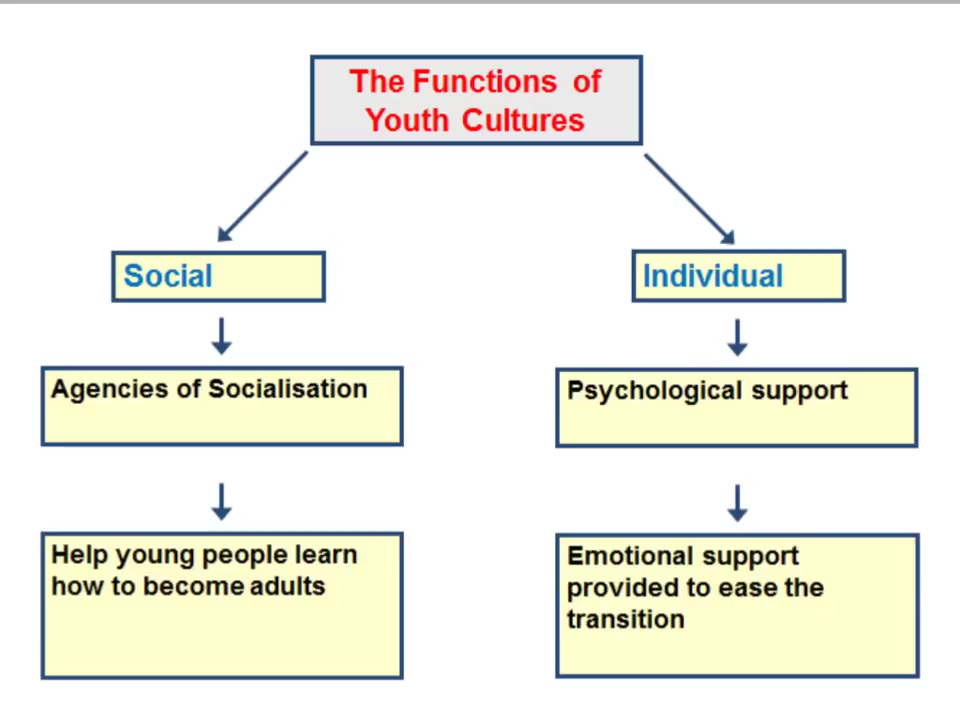 The Functions of
Youth Cultures
Social
Individual
Agencies of Socialisation
Psychological support
Help young people learn
how to become adults
Emotional support
provided to ease the
transition